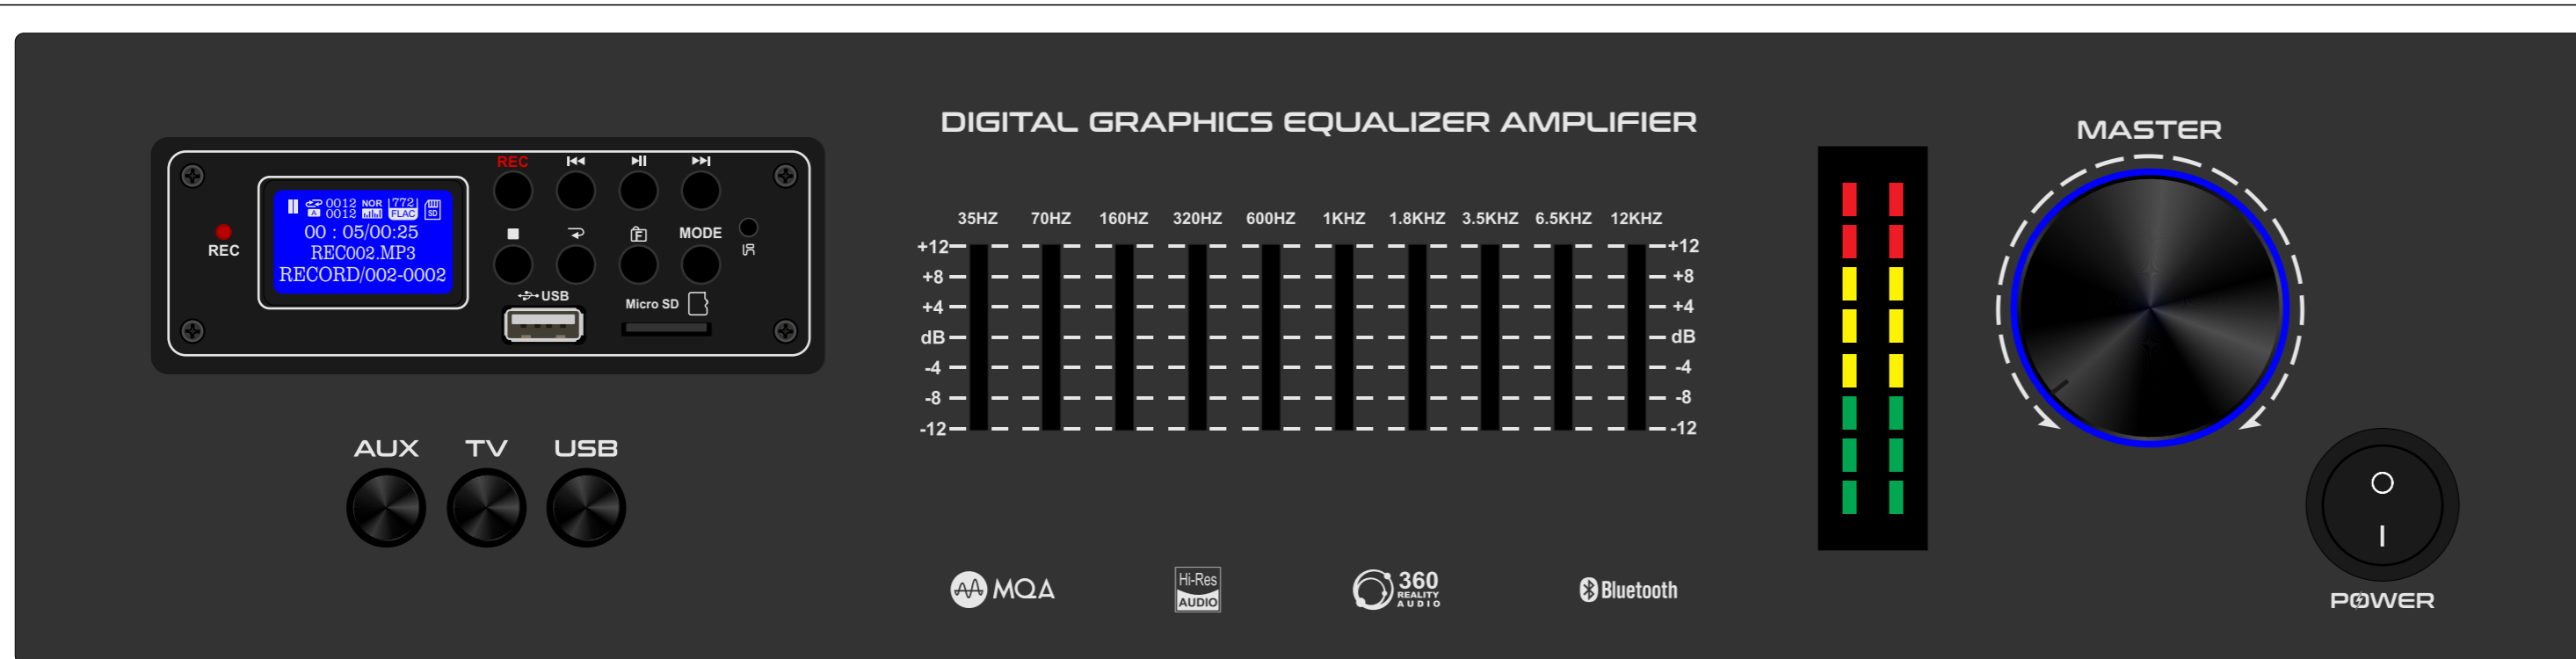 DIGITAL GRAPHICS EQUALIZER AMPLIFIER
MASTER
REC
REC
0012 NOR 772
A 0012 FLAC SD
00 : 05/00:25
REC002.MP3
RECORD/002-0002
F
MODE
IR
USB
Micro SD
35HZ 70HZ 160HZ 320HZ 600HZ 1KHZ 1.8KHZ 3.5KHZ 6.5KHZ 12KHZ
+12 +12
+8 +8
+4 +4
dB dB
-4 -4
-8 -8
-12 -12
AUX TV USB
MQA
Hi-Res
AUDIO
360
REALITY
AUDIO
Bluetooth
POWER